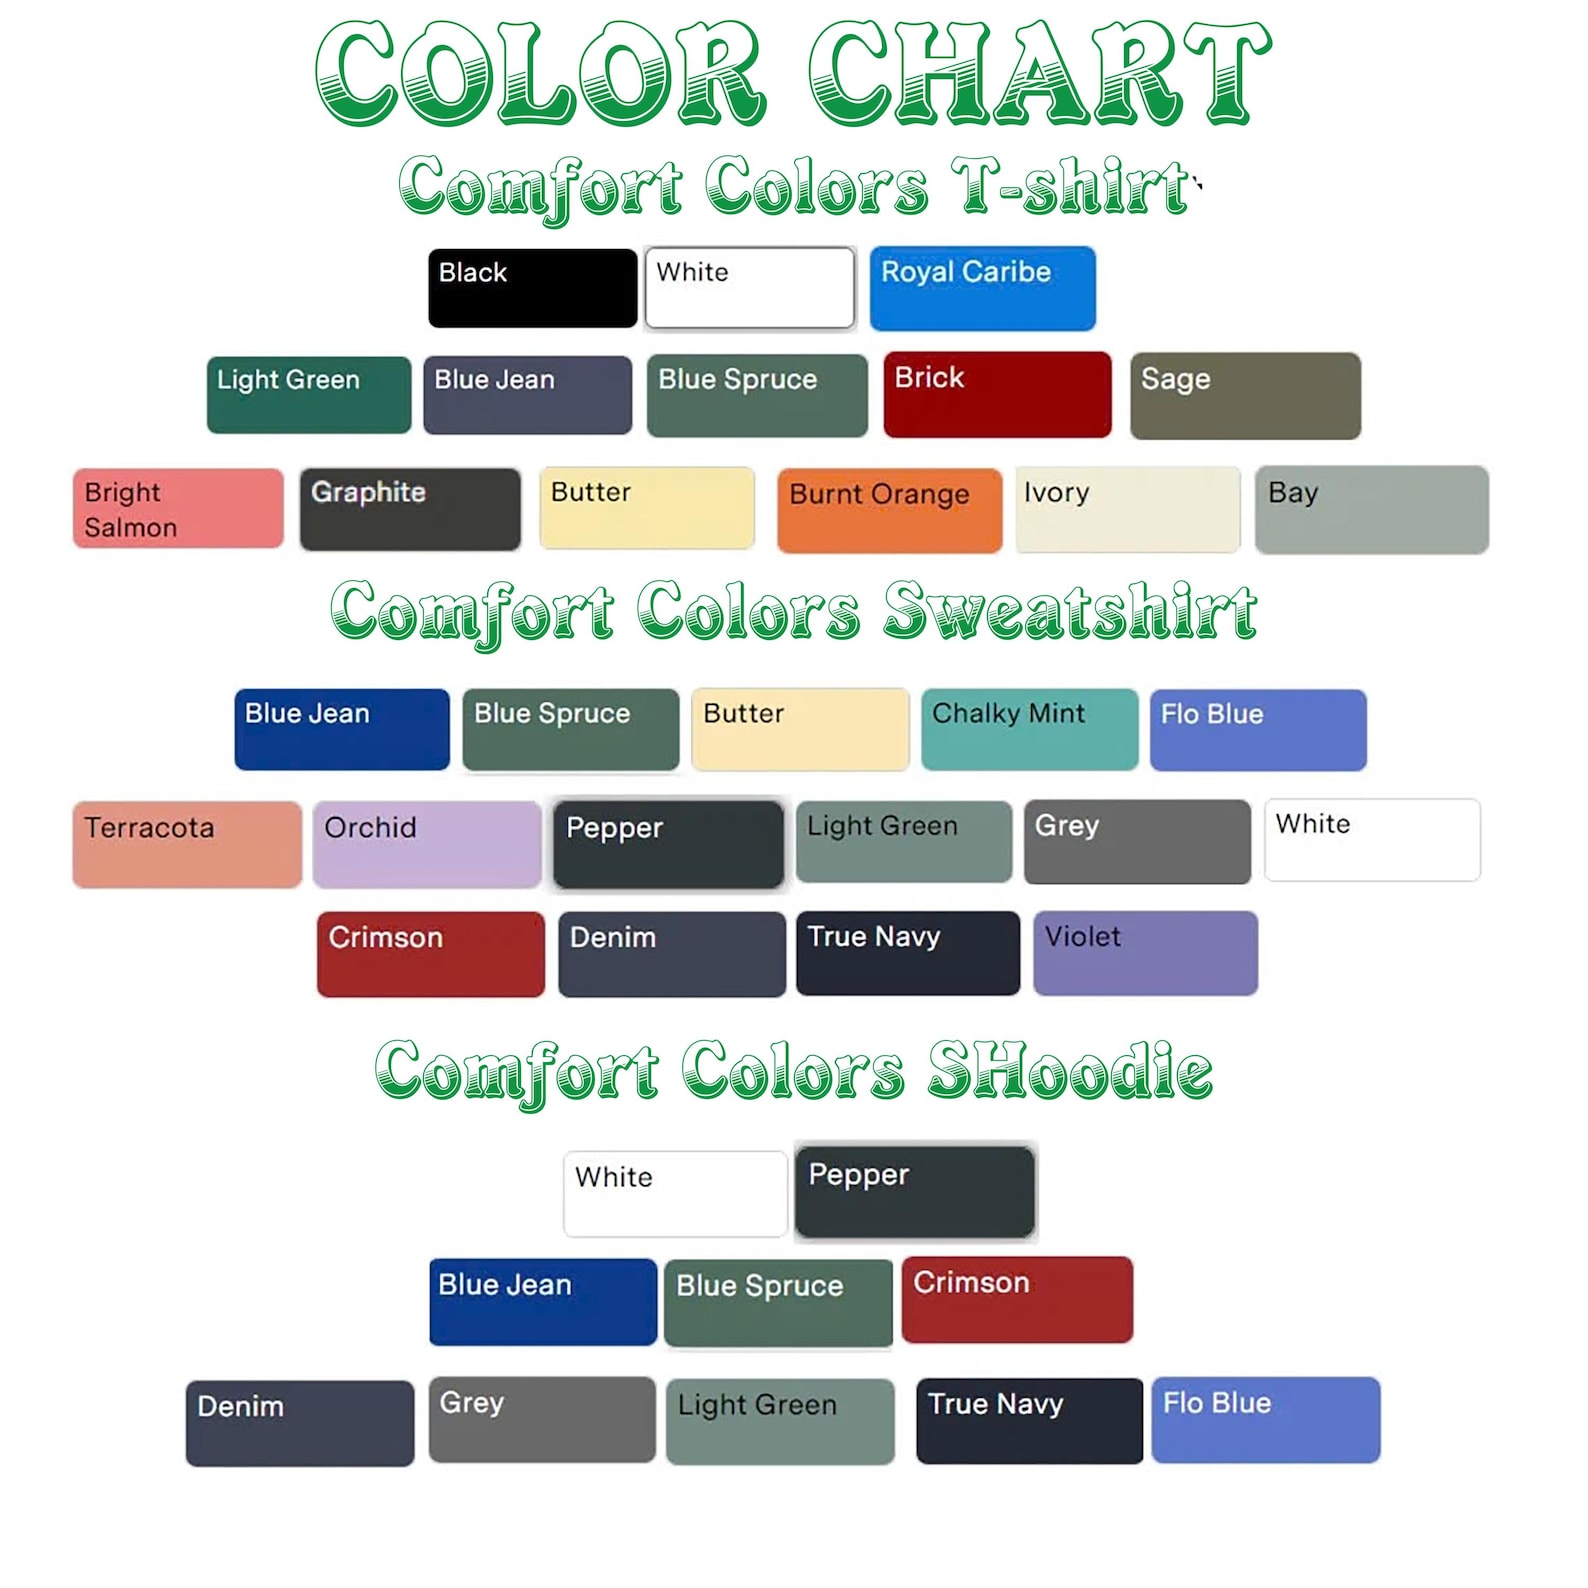 COLOR CHART
Comfort Colors T-shirt`
Black White Royal Caribe
Light Green Blue Jean Blue Spruce Brick Sage
Bright Salmon Graphite Butter Burnt Orange Ivory Bay
Comfort Colors Sweatshirt
Blue Jean Blue Spruce Butter Chalky Mint Flo Blue
Terracota Orchid Pepper Light Green Grey White
Crimson Denim True Navy Violet
Comfort Colors SHoodie
White Pepper
Blue Jean Blue Spruce Crimson
Denim Grey Light Green True Navy Flo Blue